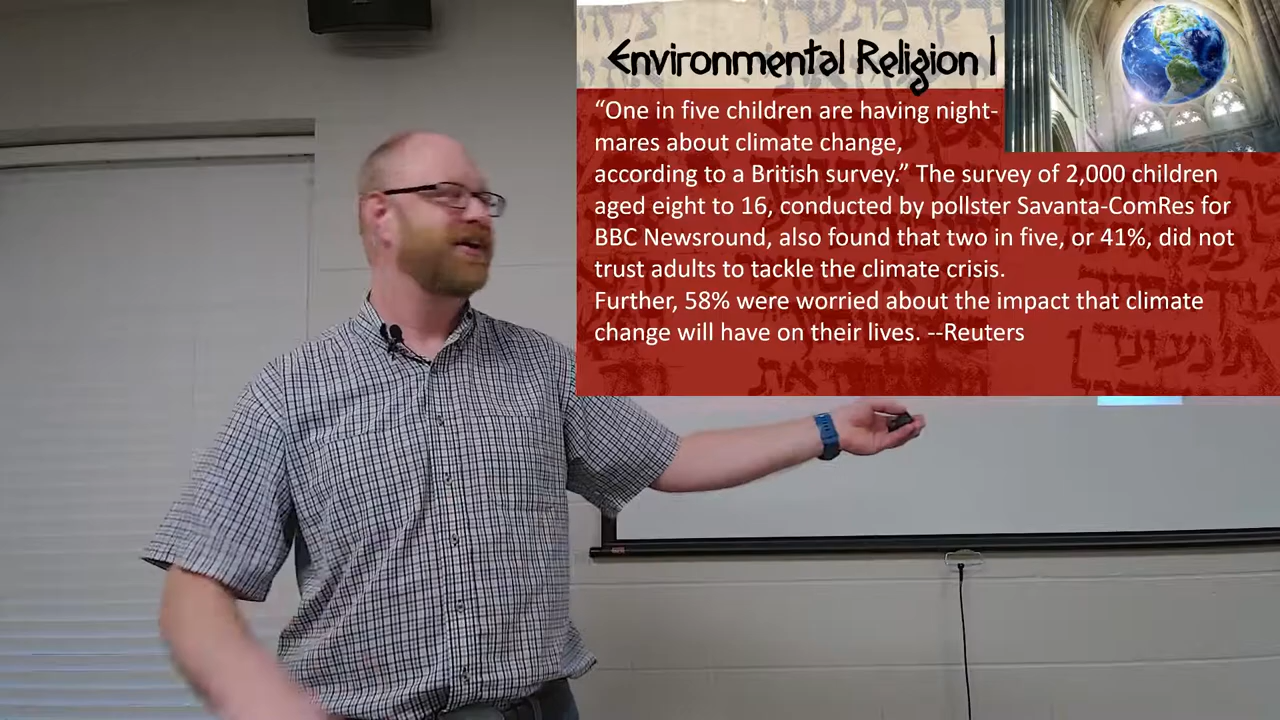 Environmental Religion I
“One in five children are having night-
mares about climate change,
according to a British survey.” The survey of 2,000 children
aged eight to 16, conducted by pollster Savanta-ComRes for
BBC Newsround, also found that two in five, or 41%, did not
trust adults to tackle the climate crisis.
Further, 58% were worried about the impact that climate
change will have on their lives. --Reuters